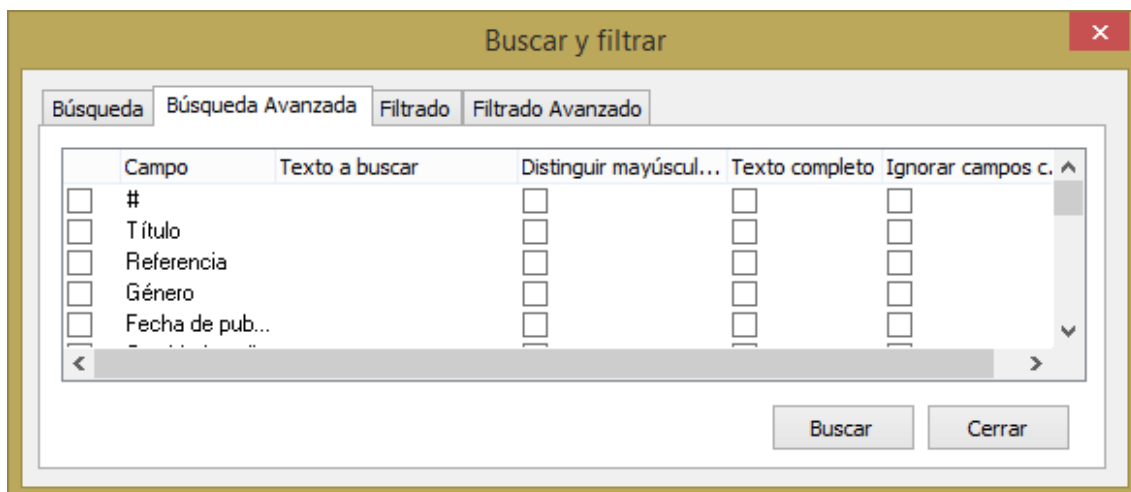 Buscar y filtrar
Búsqueda Búsqueda Avanzada Filtrado Filtrado Avanzado
Campo Texto a buscar Distinguir mayúscul... Texto completo Ignorar campos c.
#
Título
Referencia
Género
Fecha de pub...
Buscar Cerrar